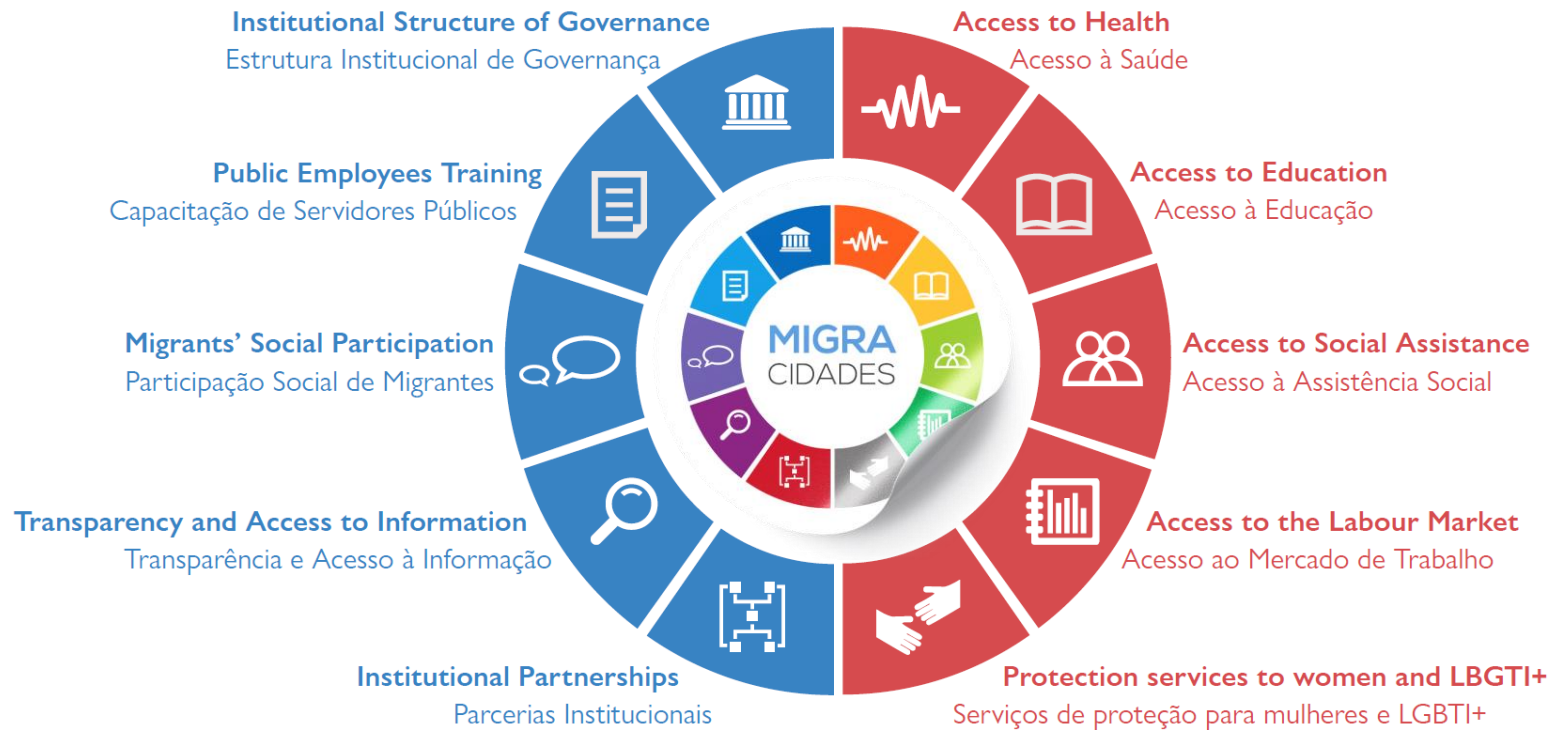 Institutional Structure of Governance
Estrutura Institucional de Governança
Access to Health
Acesso à Saúde
Public Employees Training
Capacitação de Servidores Públicos
Access to Education
Acesso à Educação
Migrants’ Social Participation
Participação Social de Migrantes
MIGRA
CIDADES
Access to Social Assistance
Acesso à Assistência Social
Transparency and Access to Information
Transparência e Acesso à Informação
Access to the Labour Market
Acesso ao Mercado de Trabalho
Institutional Partnerships
Parcerias Institucionais
Protection services to women and LBGTI+
Serviços de proteção para mulheres e LGBTI+